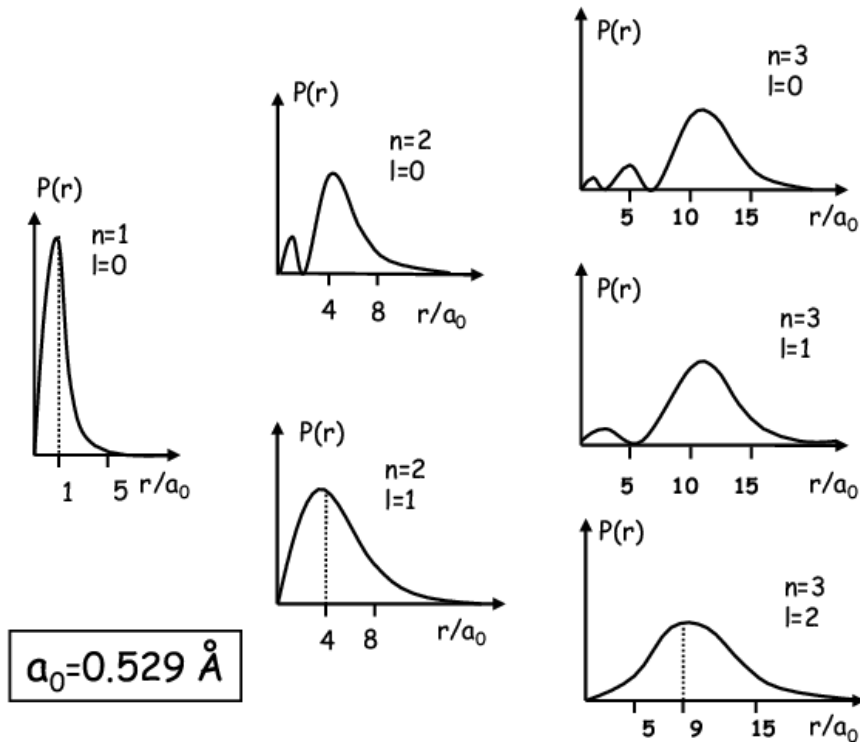 P(r)
n=1
l=0
1 5 r/a₀
P(r)
n=2
l=0
4 8 r/a₀
P(r)
n=2
l=1
4 8 r/a₀
P(r)
n=3
l=0
5 10 15 r/a₀
P(r)
n=3
l=1
5 10 15 r/a₀
P(r)
n=3
l=2
5 9 15 r/a₀
a₀=0.529 Å